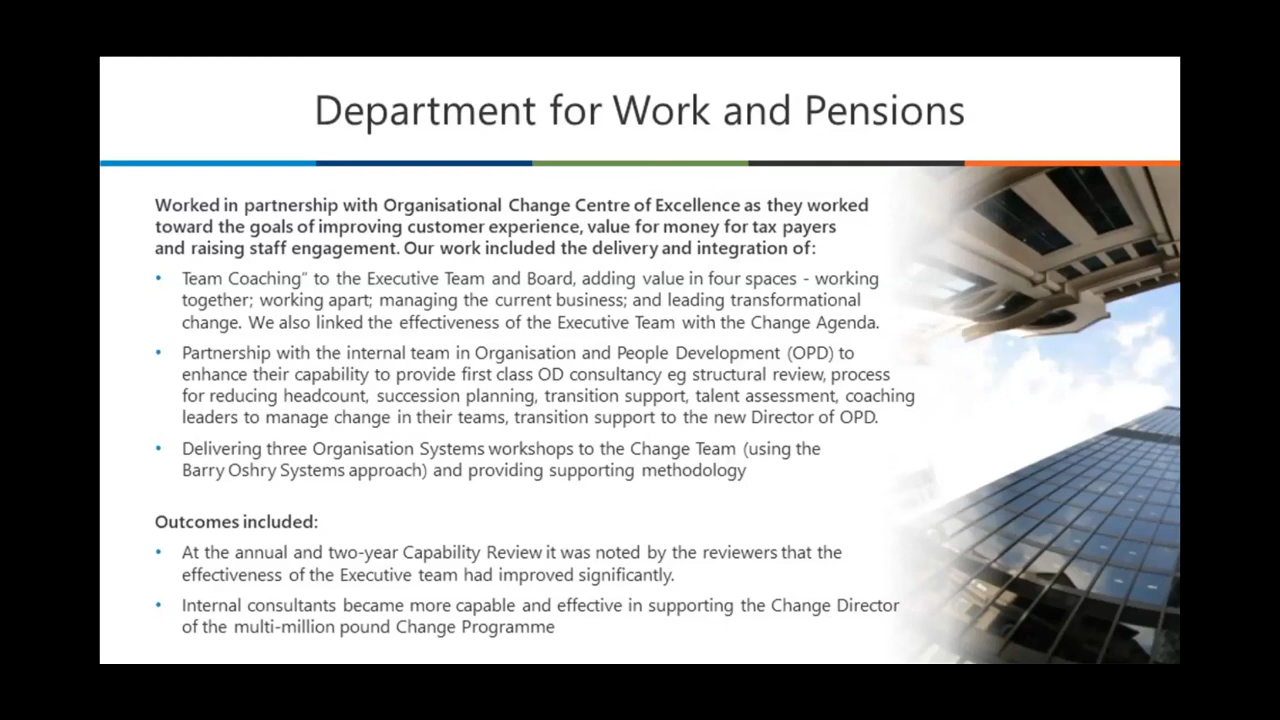 Department for Work and Pensions
Worked in partnership with Organisational Change Centre of Excellence as they worked
toward the goals of improving customer experience, value for money for tax payers
and raising staff engagement. Our work included the delivery and integration of:
• Team Coaching” to the Executive Team and Board, adding value in four spaces - working
together; working apart; managing the current business; and leading transformational
change. We also linked the effectiveness of the Executive Team with the Change Agenda.
• Partnership with the internal team in Organisation and People Development (OPD) to
enhance their capability to provide first class OD consultancy eg structural review, process
for reducing headcount, succession planning, transition support, talent assessment, coaching
leaders to manage change in their teams, transition support to the new Director of OPD.
• Delivering three Organisation Systems workshops to the Change Team (using the
Barry Oshry Systems approach) and providing supporting methodology
Outcomes included:
• At the annual and two-year Capability Review it was noted by the reviewers that the
effectiveness of the Executive team had improved significantly.
• Internal consultants became more capable and effective in supporting the Change Director
of the multi-million pound Change Programme